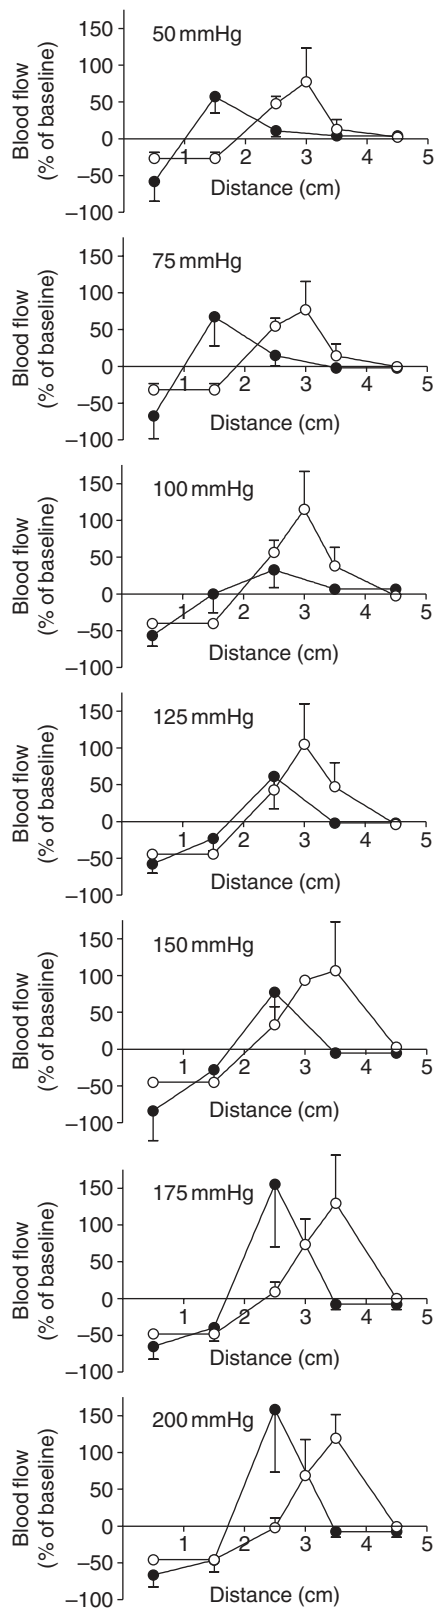 150
50 mmHg
100
50
0
1 2 3 4 5
–50
Distance (cm)
–100
Blood flow
(% of baseline)
150
75 mmHg
100
50
0
1 2 3 4 5
–50
Distance (cm)
–100
Blood flow
(% of baseline)
150
100 mmHg
100
50
0
1 2 3 4 5
–50
Distance (cm)
–100
Blood flow
(% of baseline)
150
125 mmHg
100
50
0
1 2 3 4 5
–50
Distance (cm)
–100
Blood flow
(% of baseline)
150
150 mmHg
100
50
0
1 2 3 4 5
–50
Distance (cm)
–100
Blood flow
(% of baseline)
150
175 mmHg
100
50
0
1 2 3 4 5
–50
Distance (cm)
–100
Blood flow
(% of baseline)
150
200 mmHg
100
50
0
1 2 3 4 5
–50
Distance (cm)
–100
Blood flow
(% of baseline)